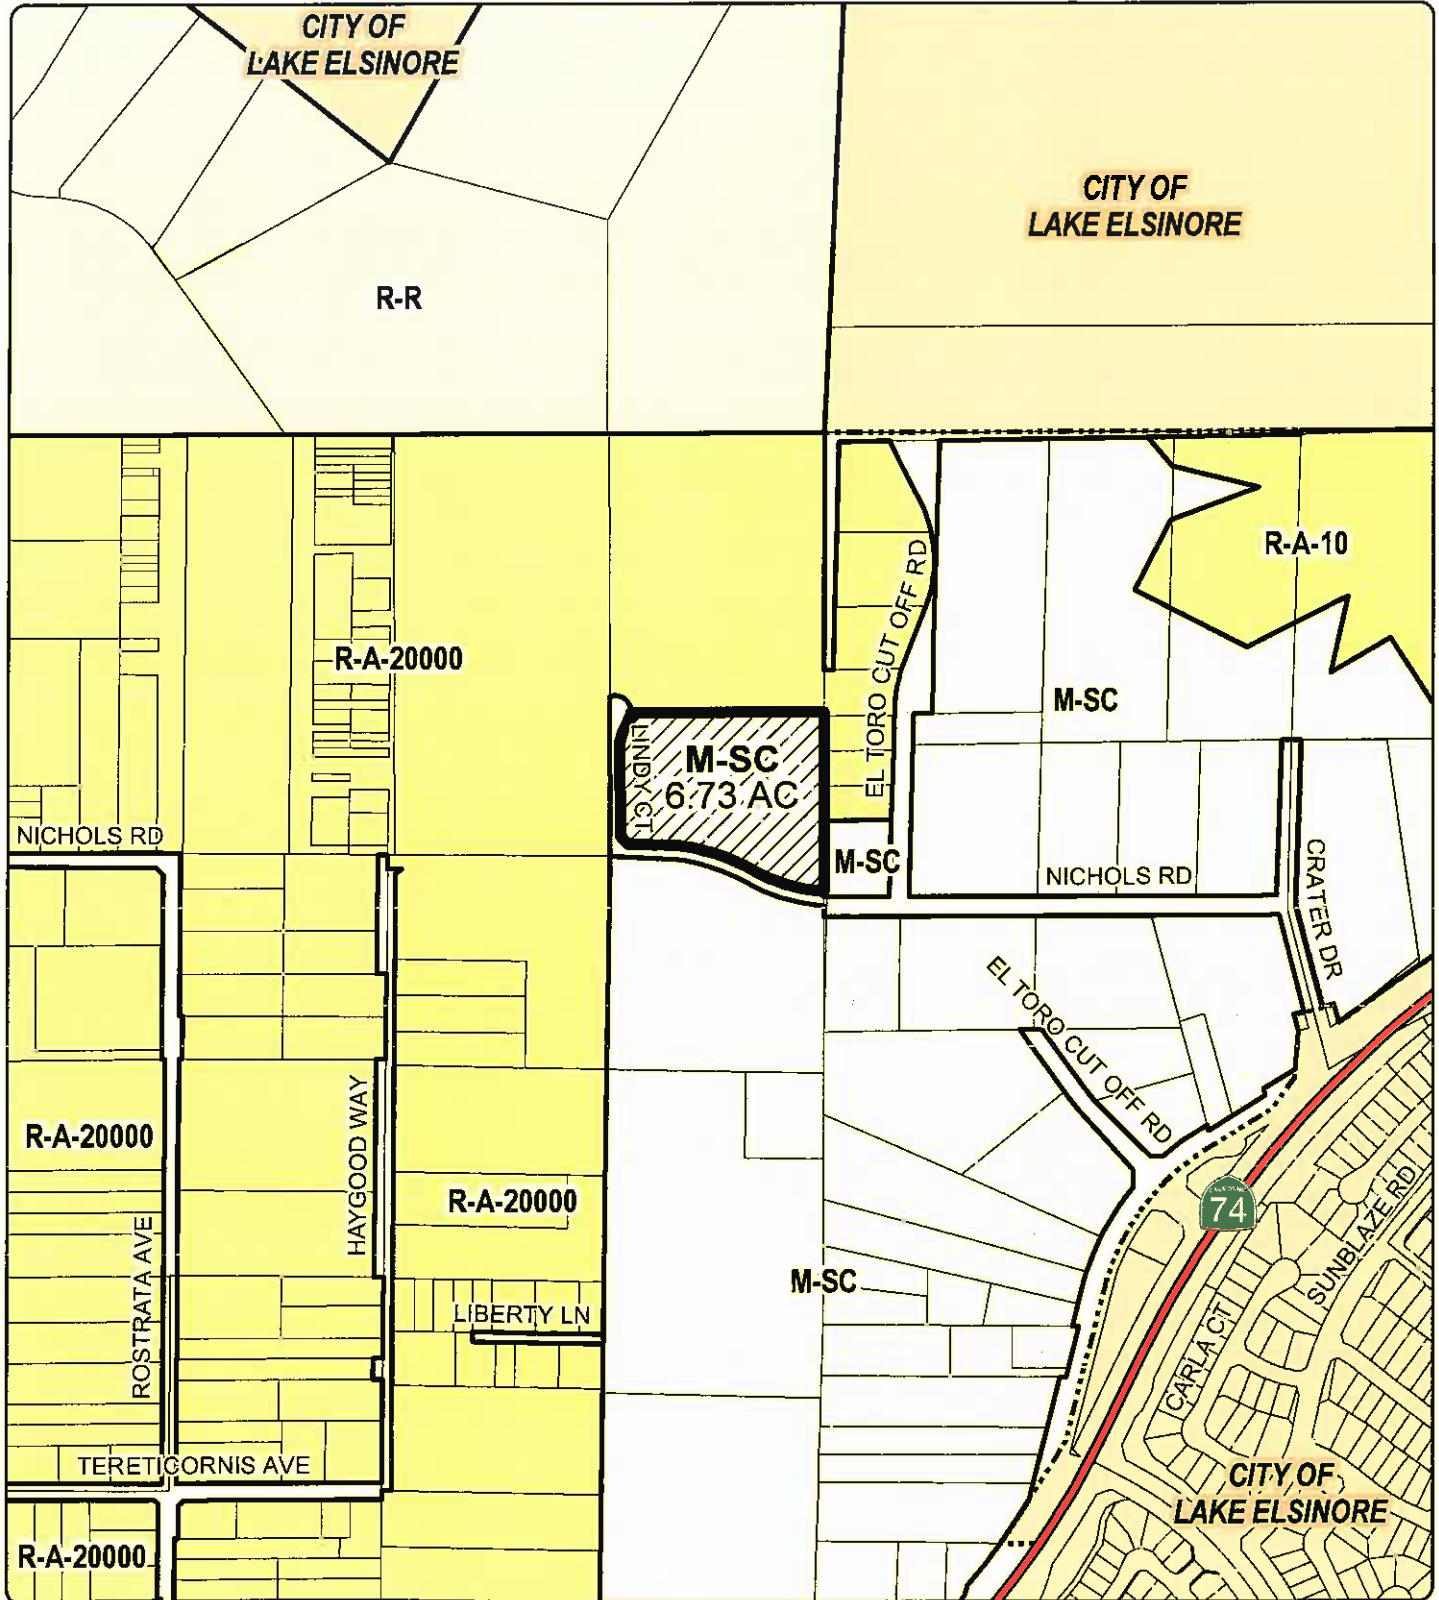 CITY OF
LAKE ELSINORE
CITY OF
LAKE ELSINORE
R-R
R-A-10
EL TORO CUT OFF RD
R-A-20000
M-SC
LINDY CT
M-SC
6.73 AC
NICHOLS RD
M-SC
NICHOLS RD
CRATER DR
EL TORO CUT OFF RD
HAYGOOD WAY
R-A-20000
R-A-20000
74
SUNBLAZE RD
ROSTRATA AVE
M-SC
LIBERTY LN
CARLA CT
TERETICORNIS AVE
CITY OF
LAKE ELSINORE
R-A-20000